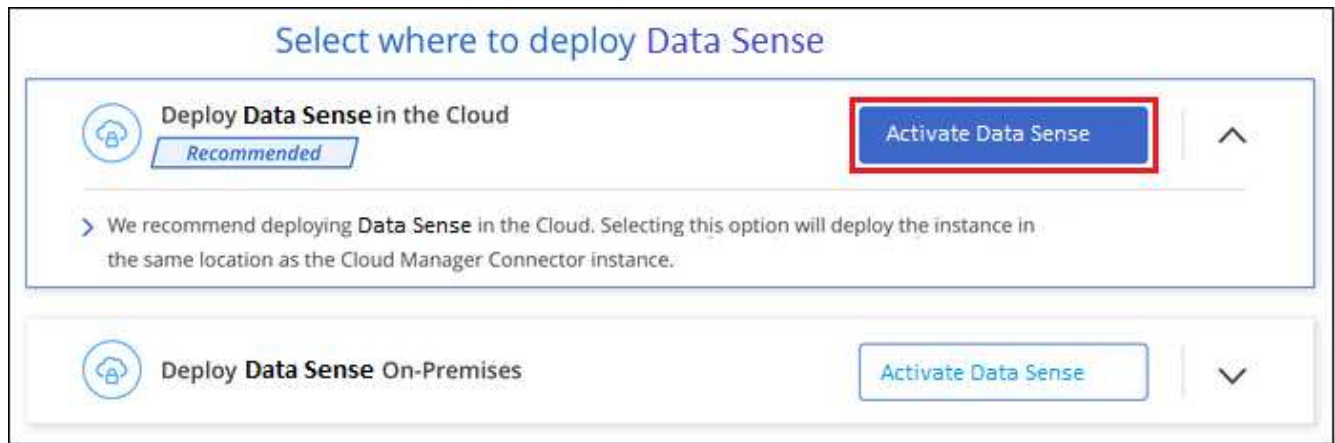 Select where to deploy Data Sense
Deploy Data Sense in the Cloud
Recommended
Activate Data Sense
We recommend deploying Data Sense in the Cloud. Selecting this option will deploy the instance in
the same location as the Cloud Manager Connector instance.
Deploy Data Sense On-Premises
Activate Data Sense